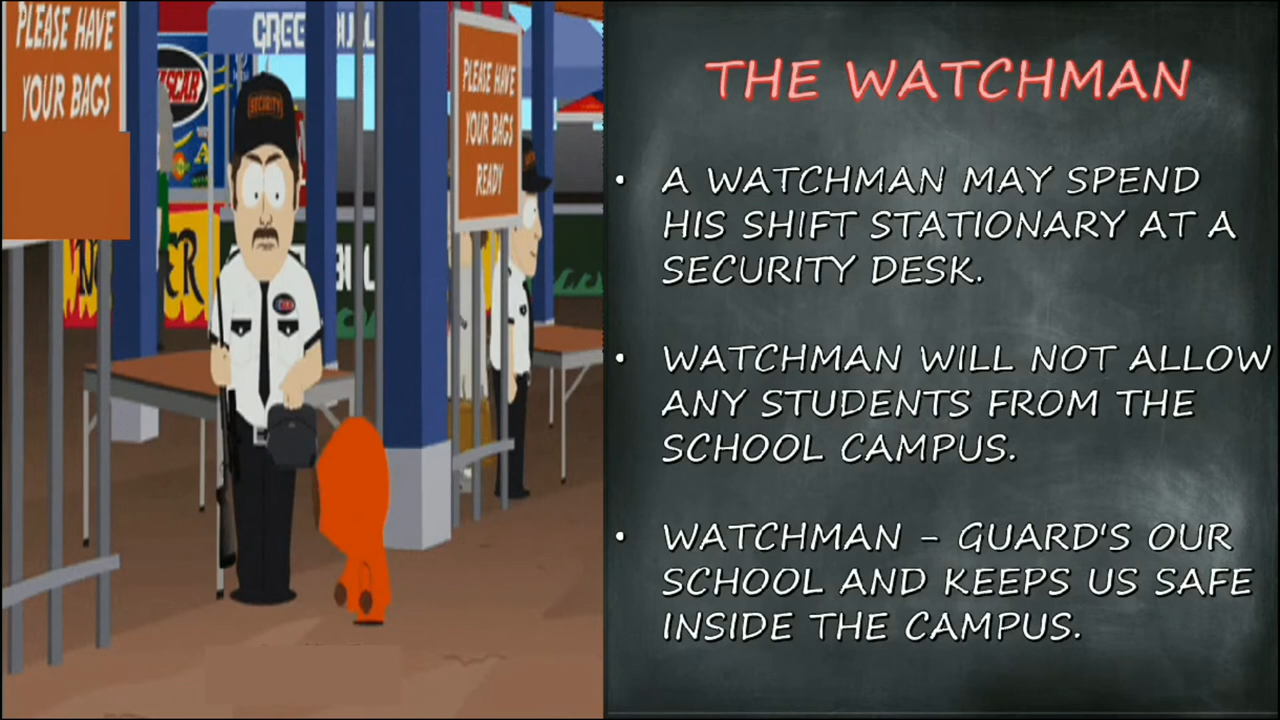 PLEASE HAVE
YOUR BAGS
SECURITY
PLEASE HAVE
YOUR BAGS
READY
THE WATCHMAN
• A WATCHMAN MAY SPEND
HIS SHIFT STATIONARY AT A
SECURITY DESK.
• WATCHMAN WILL NOT ALLOW
ANY STUDENTS FROM THE
SCHOOL CAMPUS.
• WATCHMAN - GUARD'S OUR
SCHOOL AND KEEPS US SAFE
INSIDE THE CAMPUS.